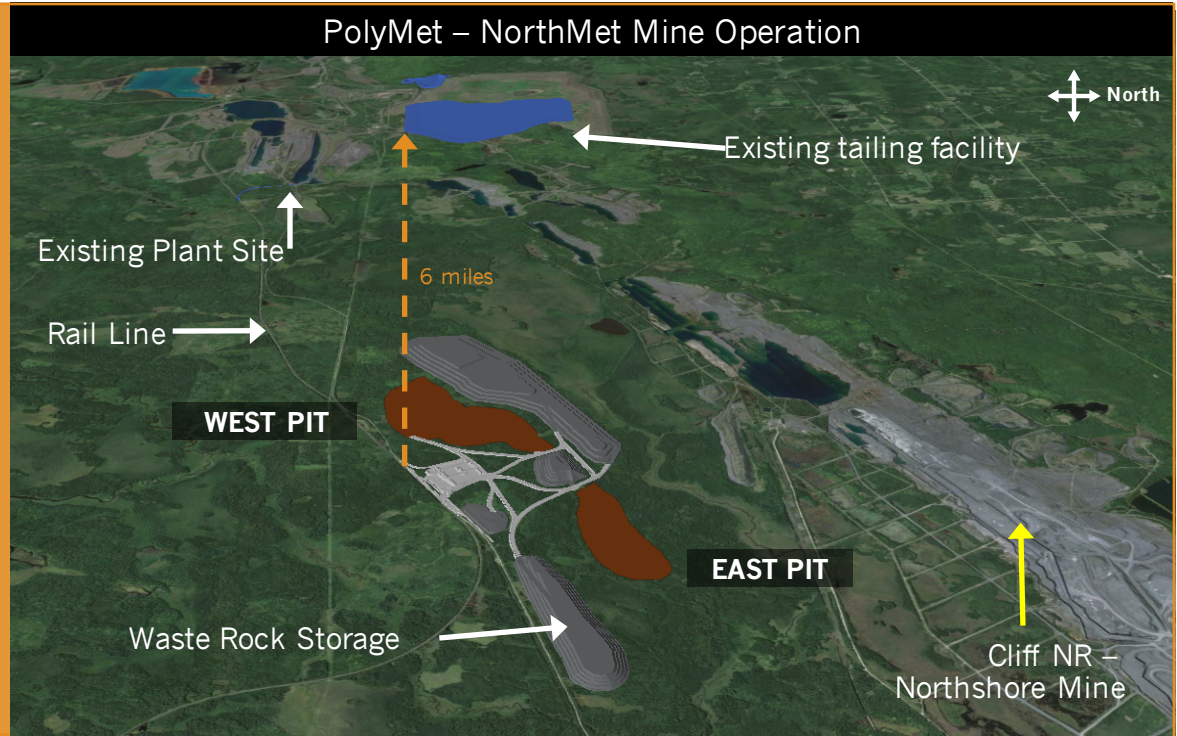 PolyMet – NorthMet Mine Operation
North
Existing tailing facility
Existing Plant Site
6 miles
Rail Line
WEST PIT
EAST PIT
Waste Rock Storage
Cliff NR –
Northshore Mine